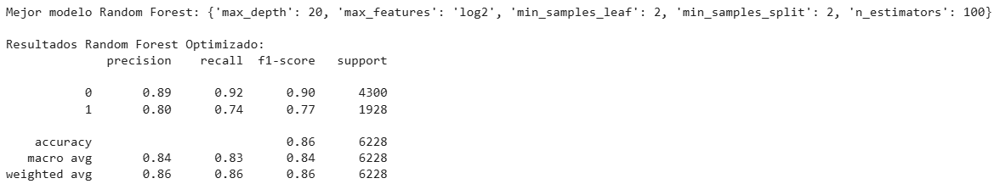 Mejor modelo Random Forest: {'max_depth': 20, 'max_features': 'log2', 'min_samples_leaf': 2, 'min_samples_split': 2, 'n_estimators': 100}
Resultados Random Forest Optimizado:
precision recall f1-score support
0 0.89 0.92 0.90 4300
1 0.80 0.74 0.77 1928
accuracy 0.86 6228
macro avg 0.84 0.83 0.84 6228
weighted avg 0.86 0.86 0.86 6228